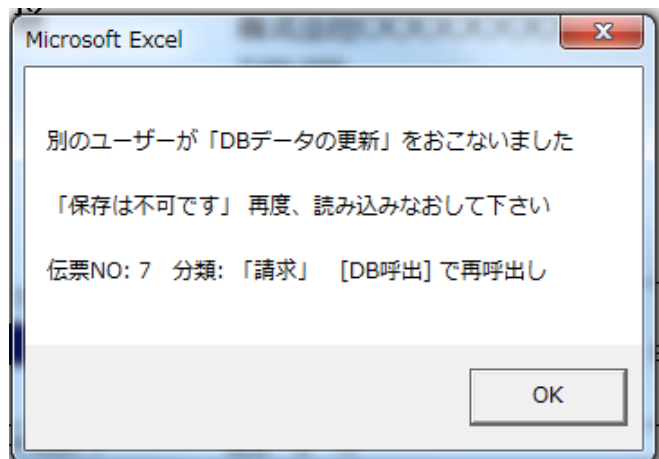 Microsoft Excel
別のユーザーが「DBデータの更新」をおこないました
「保存は不可です」 再度、読み込みなおして下さい
伝票NO: 7　分類: 「請求」　[DB呼出] で再呼出し
OK